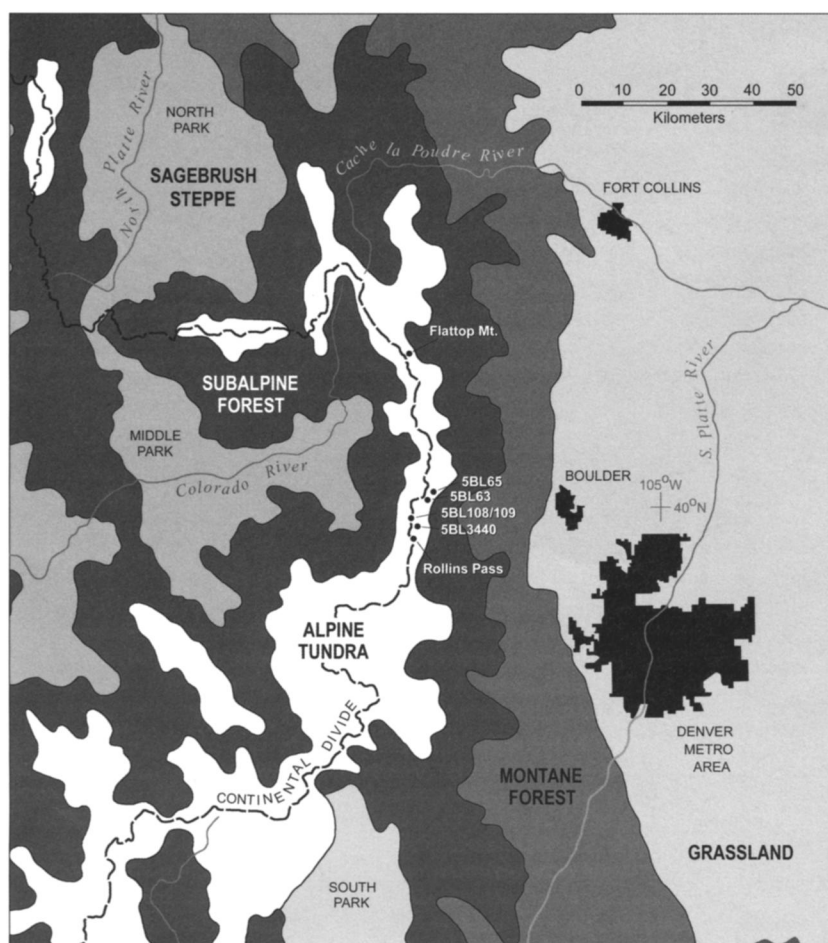 0 10 20 30 40 50
Kilometers
NORTH
PARK
North Platte River
SAGEBRUSH
STEPPE
Cache la Poudre River
FORT COLLINS
Flattop Mt.
SUBALPINE
FOREST
S. Platte River
MIDDLE
PARK
Colorado River
5BL65
5BL63
5BL108/109
5BL3440
Rollins Pass
BOULDER
105°W
40°N
ALPINE
TUNDRA
CONTINENTAL DIVIDE
DENVER
METRO
AREA
MONTANE
FOREST
GRASSLAND
SOUTH
PARK